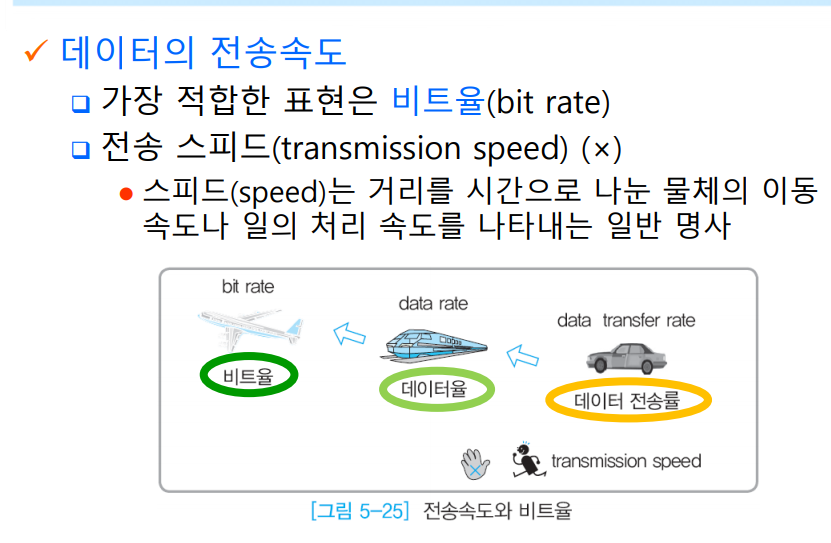 ✓ 데이터의 전송속도
❑ 가장 적합한 표현은 비트율(bit rate)
❑ 전송 스피드(transmission speed) (×)
● 스피드(speed)는 거리를 시간으로 나눈 물체의 이동
속도나 일의 처리 속도를 나타내는 일반 명사
bit rate
data rate
data transfer rate
비트율
데이터율
데이터 전송률
transmission speed
[그림 5-25] 전송속도와 비트율